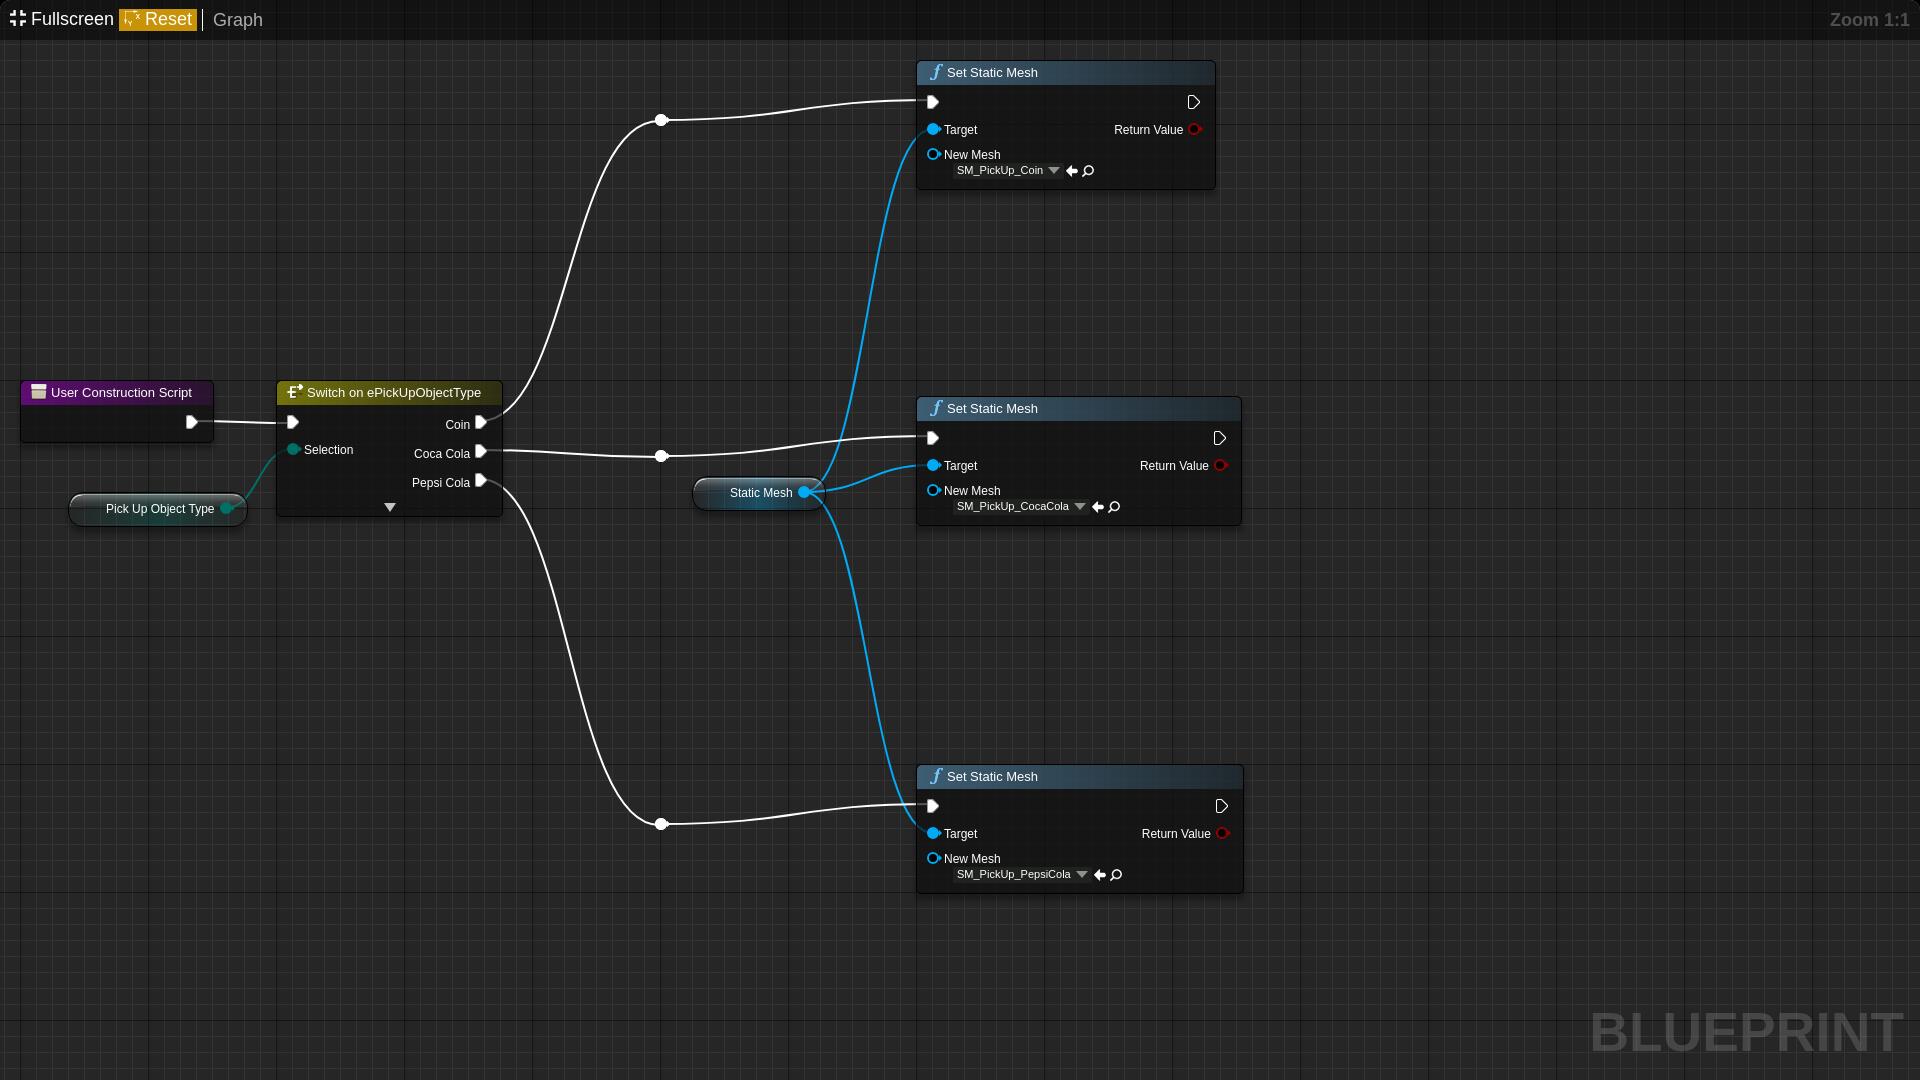 Fullscreen Reset Graph Zoom 1:1
Set Static Mesh
Target Return Value
New Mesh
SM_PickUp_Coin
User Construction Script
Switch on ePickUpObjectType
Coin
Selection
Coca Cola
Pepsi Cola
Pick Up Object Type
Static Mesh
Set Static Mesh
Target Return Value
New Mesh
SM_PickUp_CocaCola
Set Static Mesh
Target Return Value
New Mesh
SM_PickUp_PepsiCola
BLUEPRINT